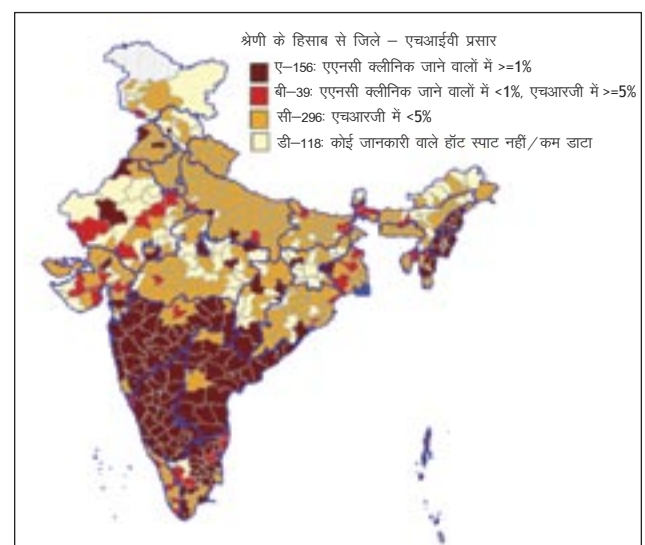 श्रेणी के हिसाब से जिले – एचआईवी प्रसार
ए–156: एएनसी क्लीनिक जाने वालों में >=1%
बी–39: एएनसी क्लीनिक जाने वालों में <1%, एचआरजी में >=5%
सी–296: एचआरजी में <5%
डी–118: कोई जानकारी वाले हॉट स्पाट नहीं/कम डाटा